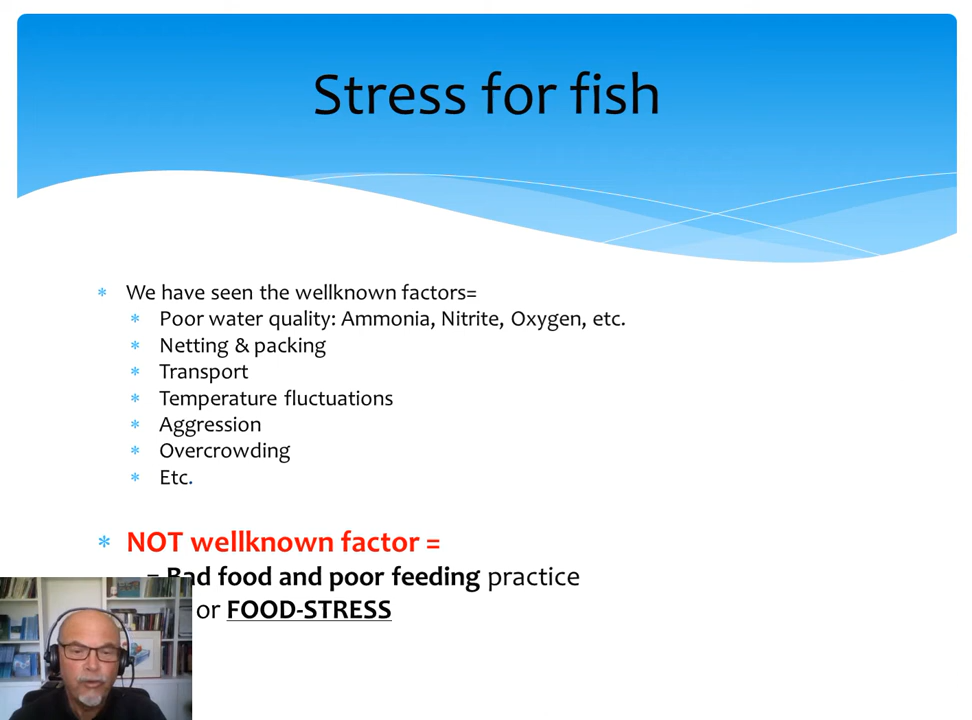 Stress for fish
We have seen the wellknown factors=
Poor water quality: Ammonia, Nitrite, Oxygen, etc.
Netting & packing
Transport
Temperature fluctuations
Aggression
Overcrowding
Etc.
NOT wellknown factor =
= Bad food and poor feeding practice
or FOOD-STRESS